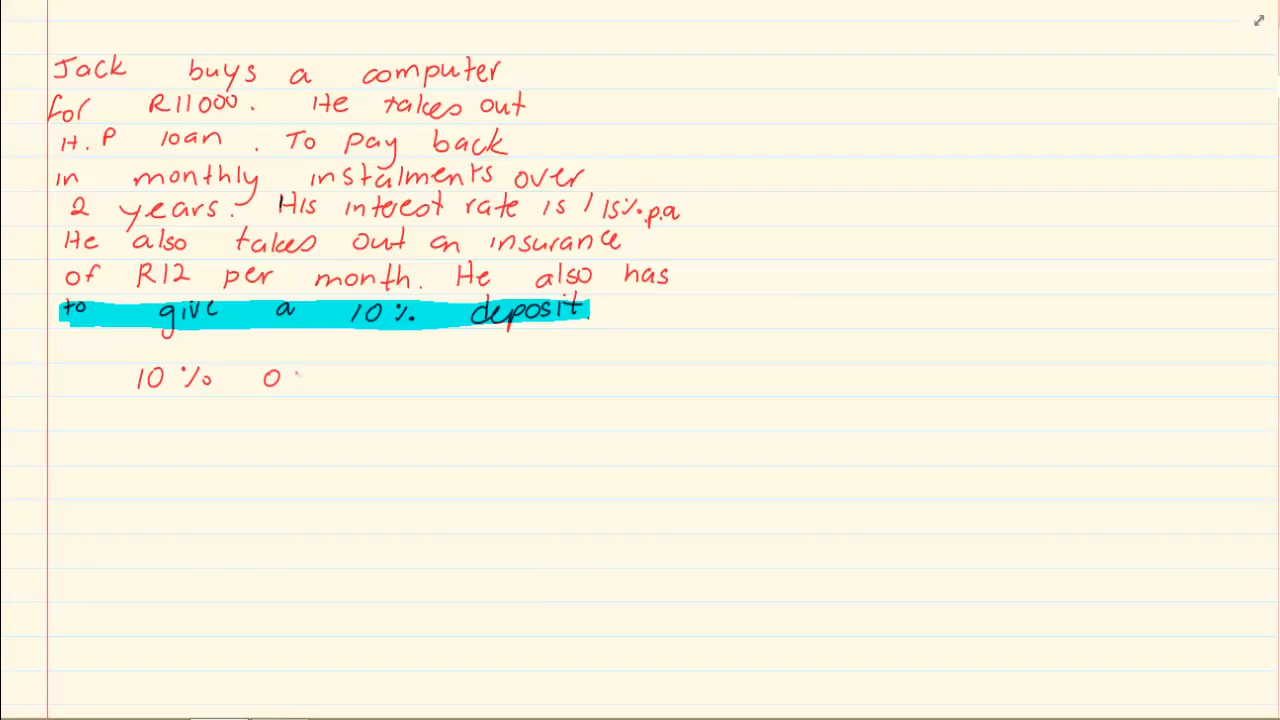 Jack buys a computer
for R11000. He takes out
H.P loan. To pay back
in monthly instalments over
2 years. His interest rate is 15% p.a
He also takes out an insurance
of R12 per month. He also has
to give a 10% deposit
10% o